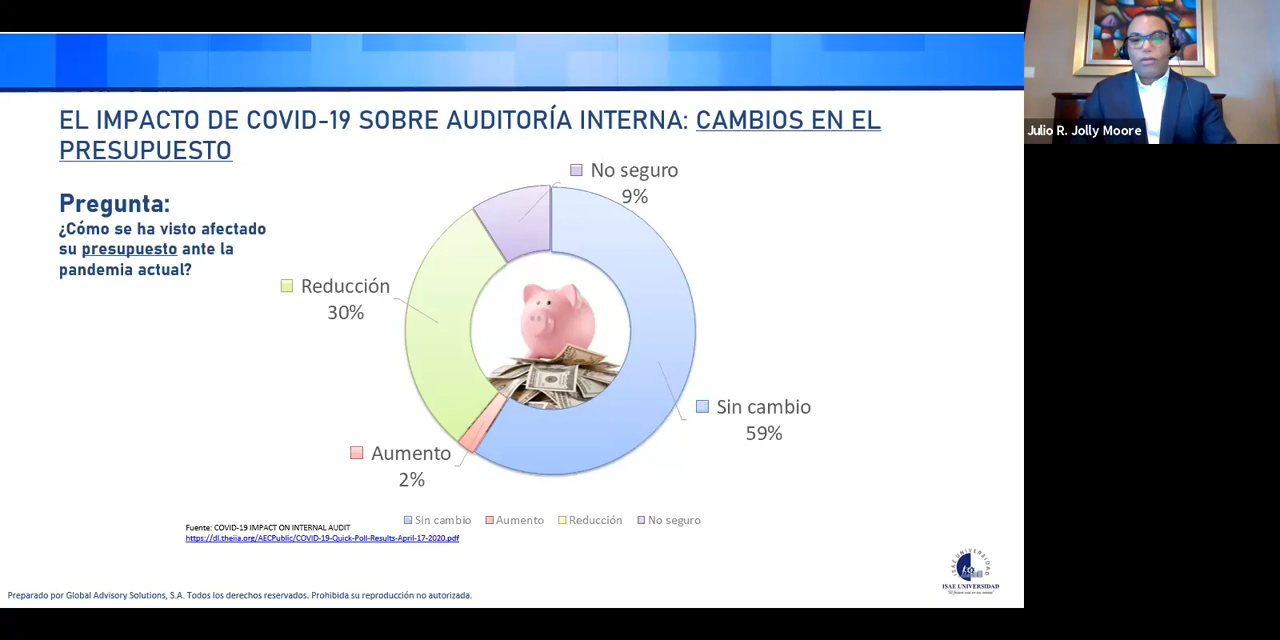 EL IMPACTO DE COVID-19 SOBRE AUDITORÍA INTERNA: CAMBIOS EN EL
PRESUPUESTO
Pregunta:
¿Cómo se ha visto afectado
su presupuesto ante la
pandemia actual?
No seguro
9%
Reducción
30%
Sin cambio
59%
Aumento
2%
Sin cambio Aumento Reducción No seguro
Fuente: COVID-19 IMPACT ON INTERNAL AUDIT
https://dl.theiia.org/AECPublic/COVID-19-Quick-Poll-Results-April-17-2020.pdf
ISAE UNIVERSIDAD
ISAE UNIVERSIDAD
Preparado por Global Advisory Solutions, S.A. Todos los derechos reservados. Prohibida su reproducción no autorizada.
Julio R. Jolly Moore